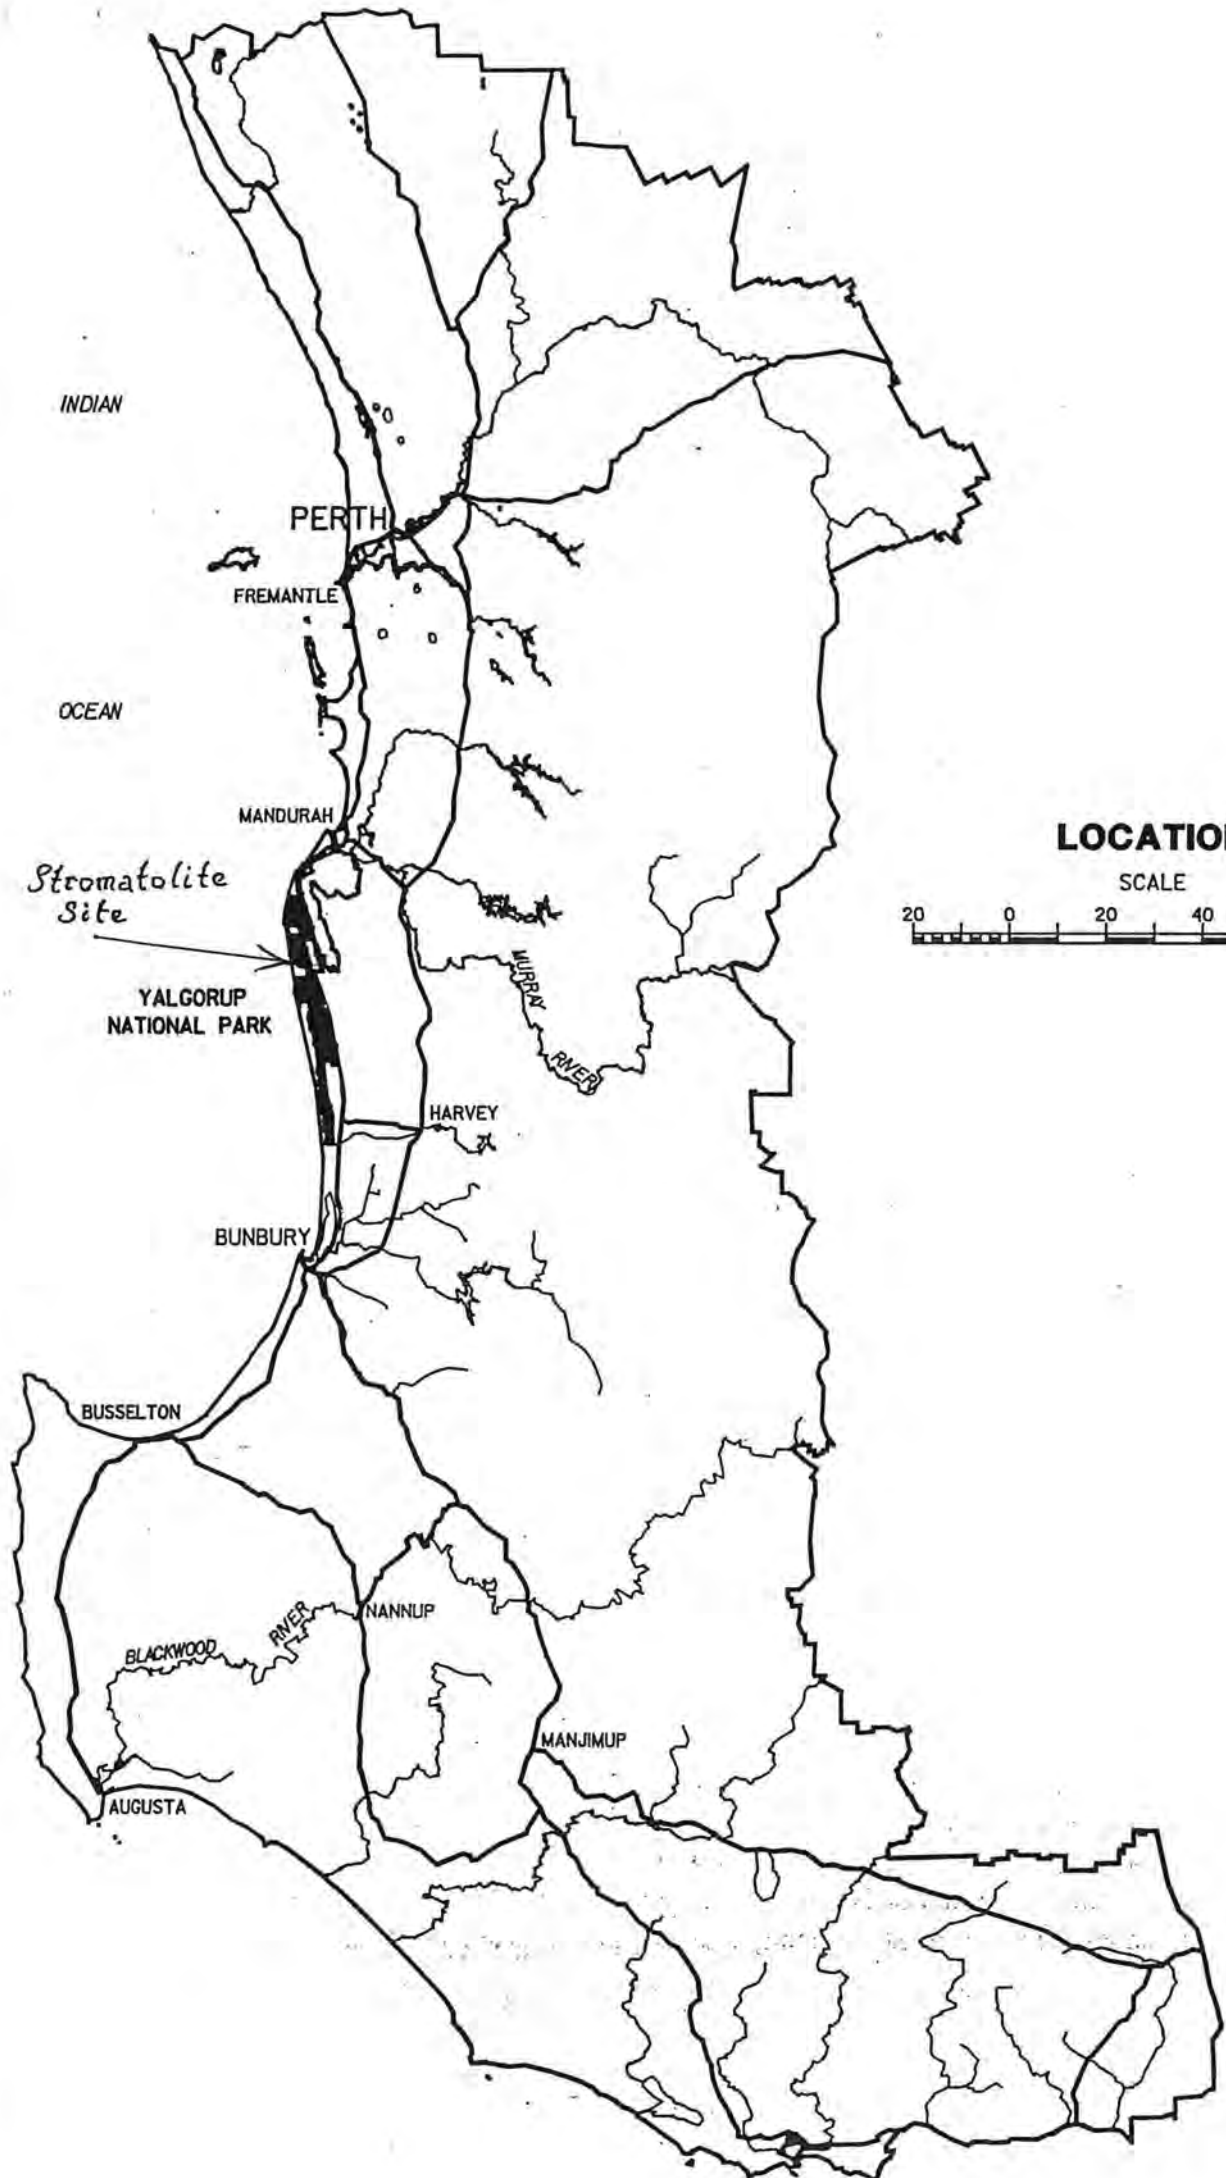 INDIAN
PERTH
FREMANTLE
OCEAN
MANDURAH
LOCATION
SCALE
20 0 20 40
Stromatolite
Site
YALGORUP
NATIONAL PARK
MURRAY
RIVER
HARVEY
BUNBURY
BUSSELTON
NANNUP
BLACKWOOD RIVER
MANJIMUP
AUGUSTA